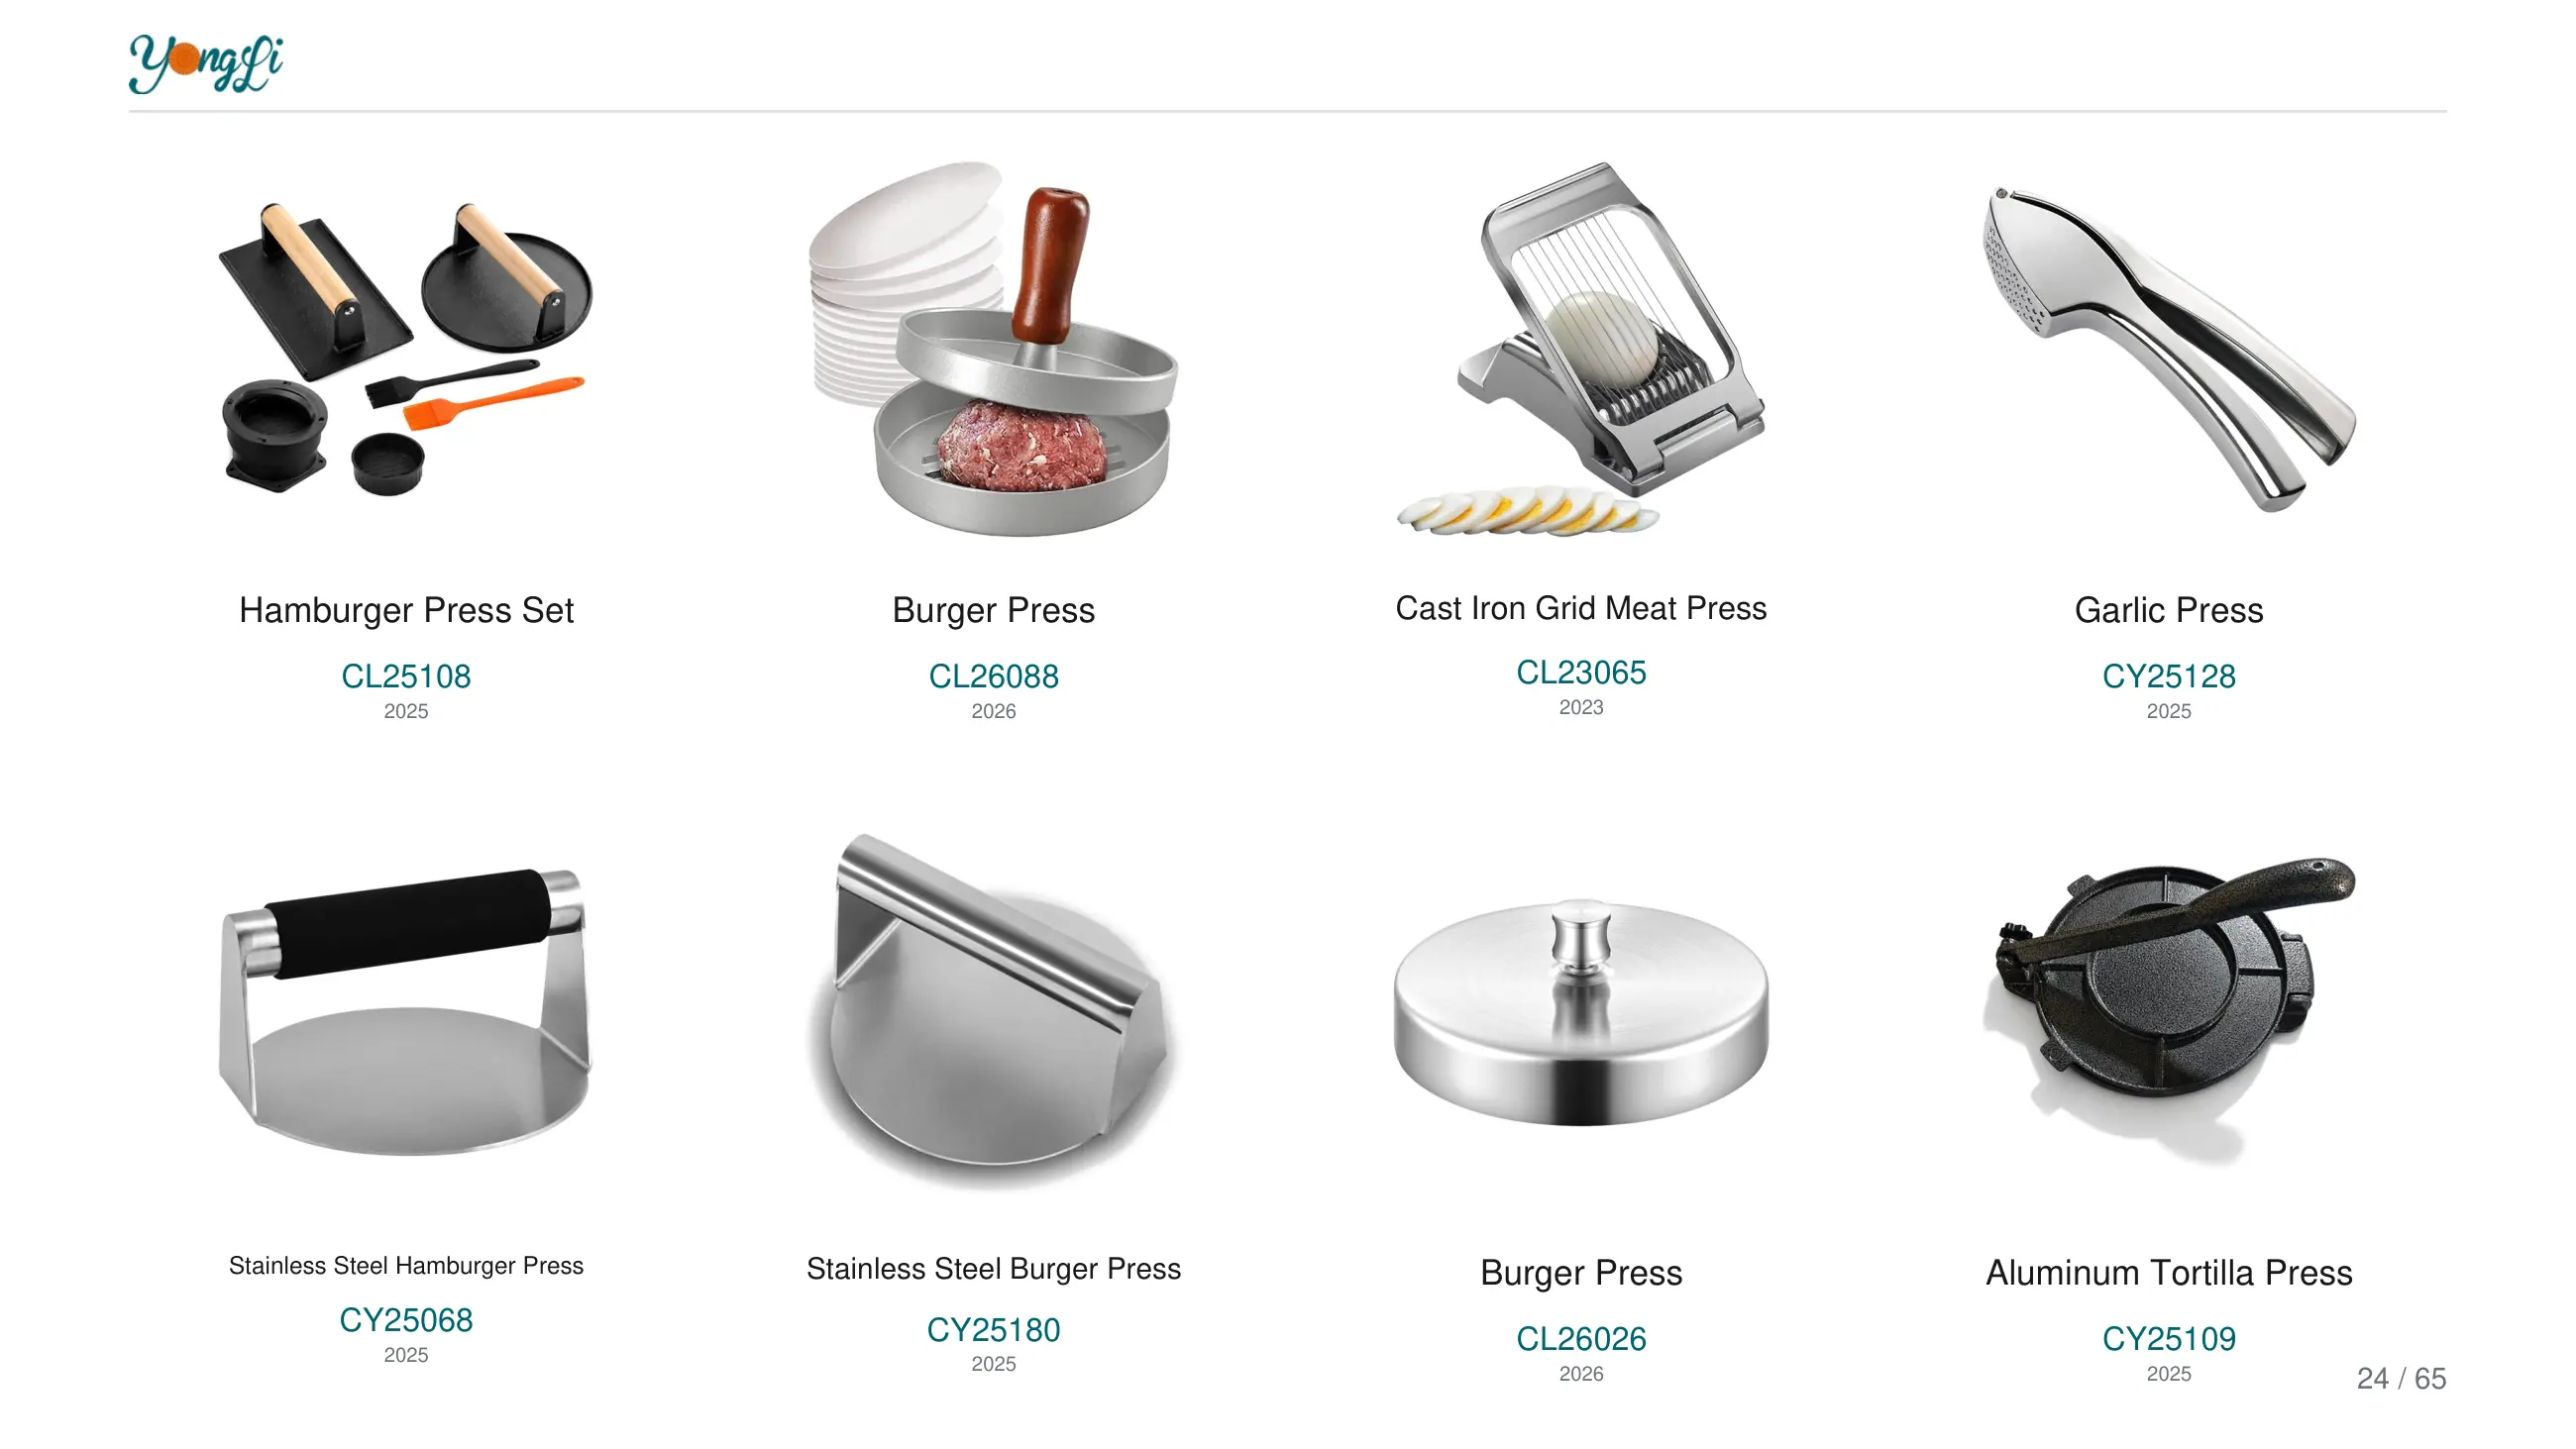 YongLi
Hamburger Press Set
CL25108
2025
Burger Press
CL26088
2026
Cast Iron Grid Meat Press
CL23065
2023
Garlic Press
CY25128
2025
Stainless Steel Hamburger Press
CY25068
2025
Stainless Steel Burger Press
CY25180
2025
Burger Press
CL26026
2026
Aluminum Tortilla Press
CY25109
2025
24 / 65